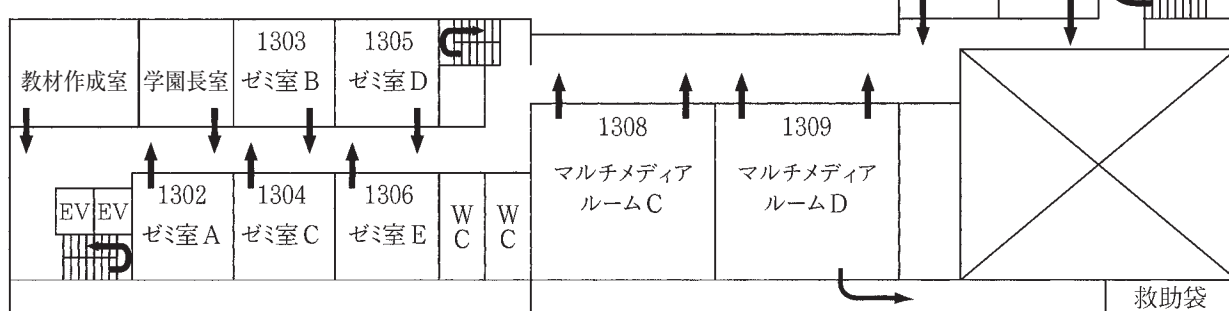 1303
1305
教材作成室
学園長室
ゼミ室B
ゼミ室D
1308
1309
マルチメディア
ルームC
マルチメディア
ルームD
1302
1304
1306
EV
EV
ゼミ室A
ゼミ室C
ゼミ室E
WC
WC
救助袋